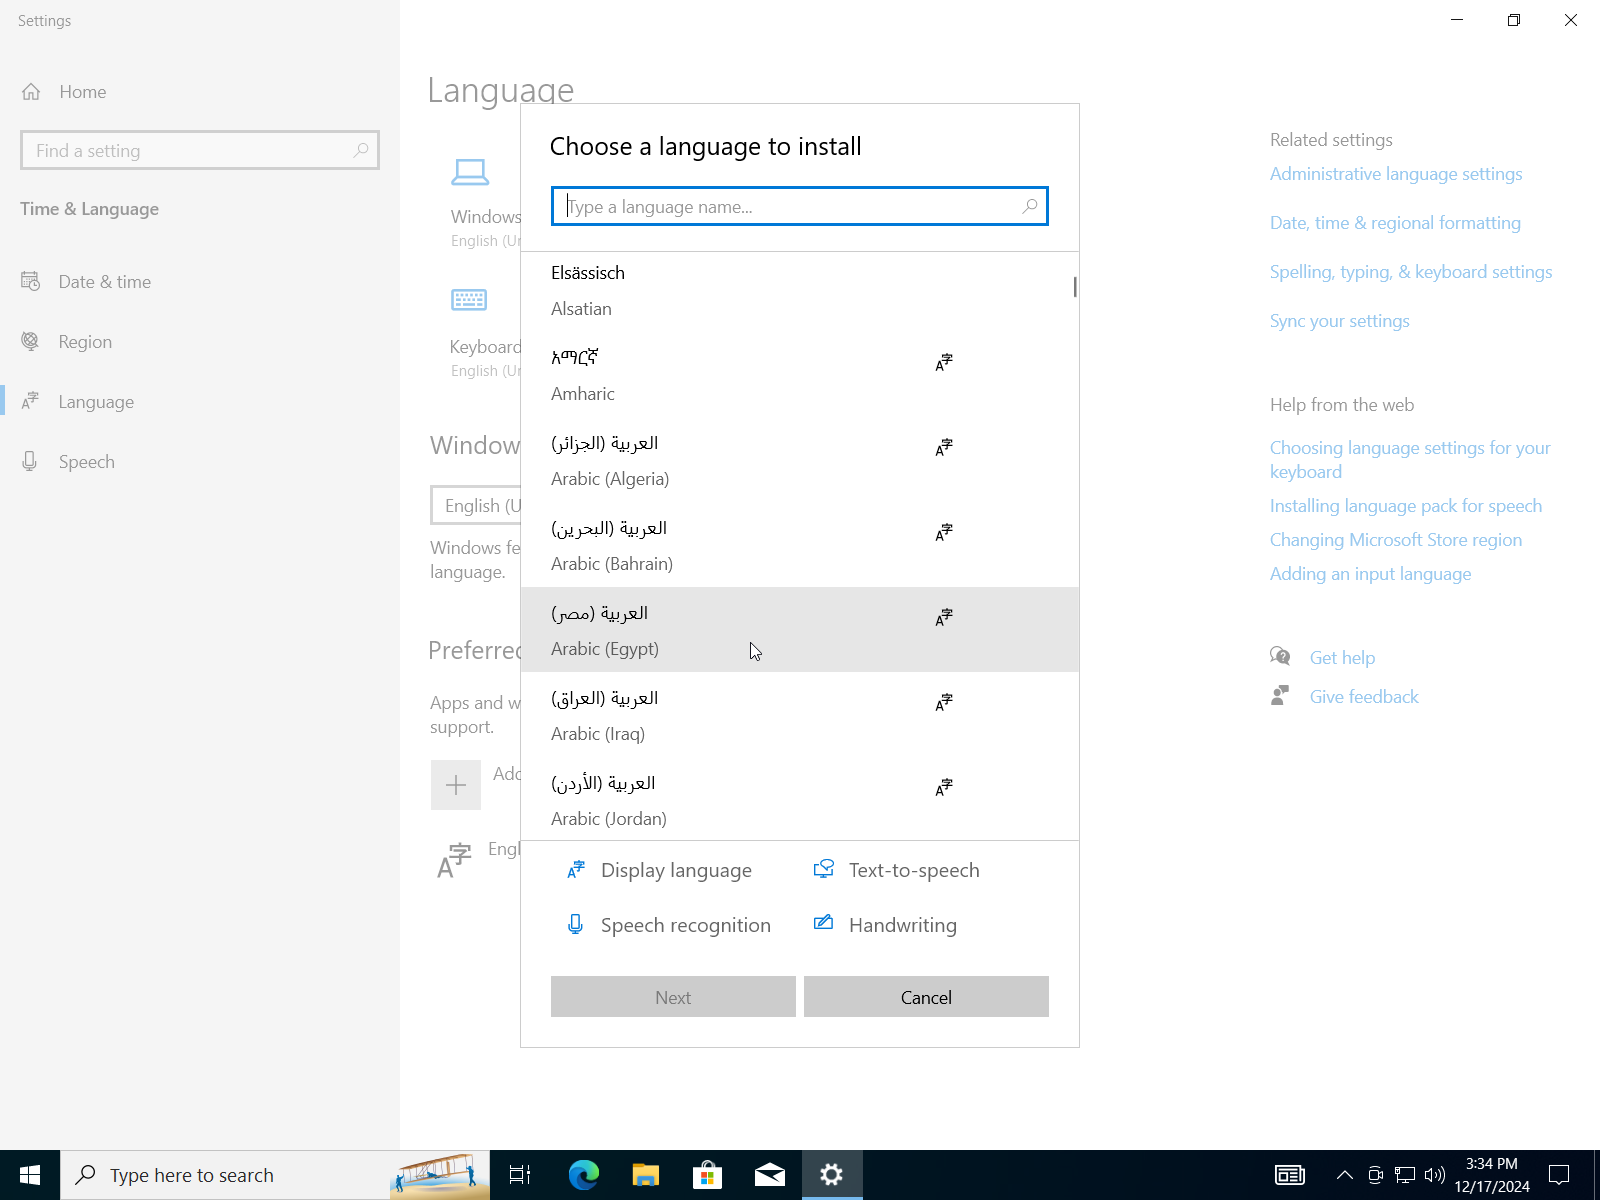 Settings
Home
Find a setting
Time & Language
Date & time
Region
Language
Speech
Language
Windows
English (Un
Keyboard
English (Un
Window
English (U
Windows fe
language.
Preferred
Apps and w
support.
Add
Engl
Choose a language to install
Type a language name...
Elsässisch
Alsatian
አማርኛ
Amharic
العربية (الجزائر)
Arabic (Algeria)
العربية (البحرين)
Arabic (Bahrain)
العربية (مصر)
Arabic (Egypt)
العربية (العراق)
Arabic (Iraq)
العربية (الأردن)
Arabic (Jordan)
Display language
Text-to-speech
Speech recognition
Handwriting
Next
Cancel
Related settings
Administrative language settings
Date, time & regional formatting
Spelling, typing, & keyboard settings
Sync your settings
Help from the web
Choosing language settings for your
keyboard
Installing language pack for speech
Changing Microsoft Store region
Adding an input language
Get help
Give feedback
Type here to search
3:34 PM
12/17/2024